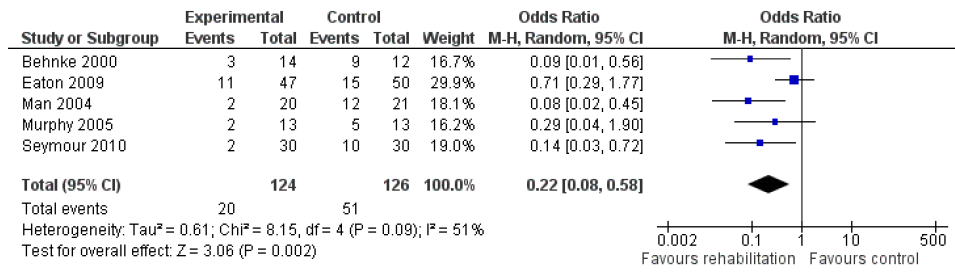 Experimental Control Odds Ratio Odds Ratio
Study or Subgroup Events Total Events Total Weight M-H, Random, 95% CI M-H, Random, 95% CI
Behnke 2000 3 14 9 12 16.7% 0.09 [0.01, 0.56]
Eaton 2009 11 47 15 50 29.9% 0.71 [0.29, 1.77]
Man 2004 2 20 12 21 18.1% 0.08 [0.02, 0.45]
Murphy 2005 2 13 5 13 16.2% 0.29 [0.04, 1.90]
Seymour 2010 2 30 10 30 19.0% 0.14 [0.03, 0.72]
Total (95% CI) 124 126 100.0% 0.22 [0.08, 0.58]
Total events 20 51
Heterogeneity: Tau² = 0.61; Chi² = 8.15, df = 4 (P = 0.09); I² = 51%
Test for overall effect: Z = 3.06 (P = 0.002)
0.002 0.1 1 10 500
Favours rehabilitation Favours control